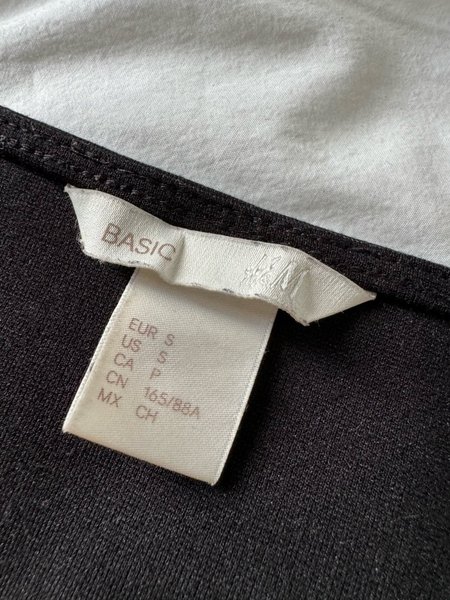 BASIC H&M
EUR S
US S
CA P
CN 165/88A
MX CH